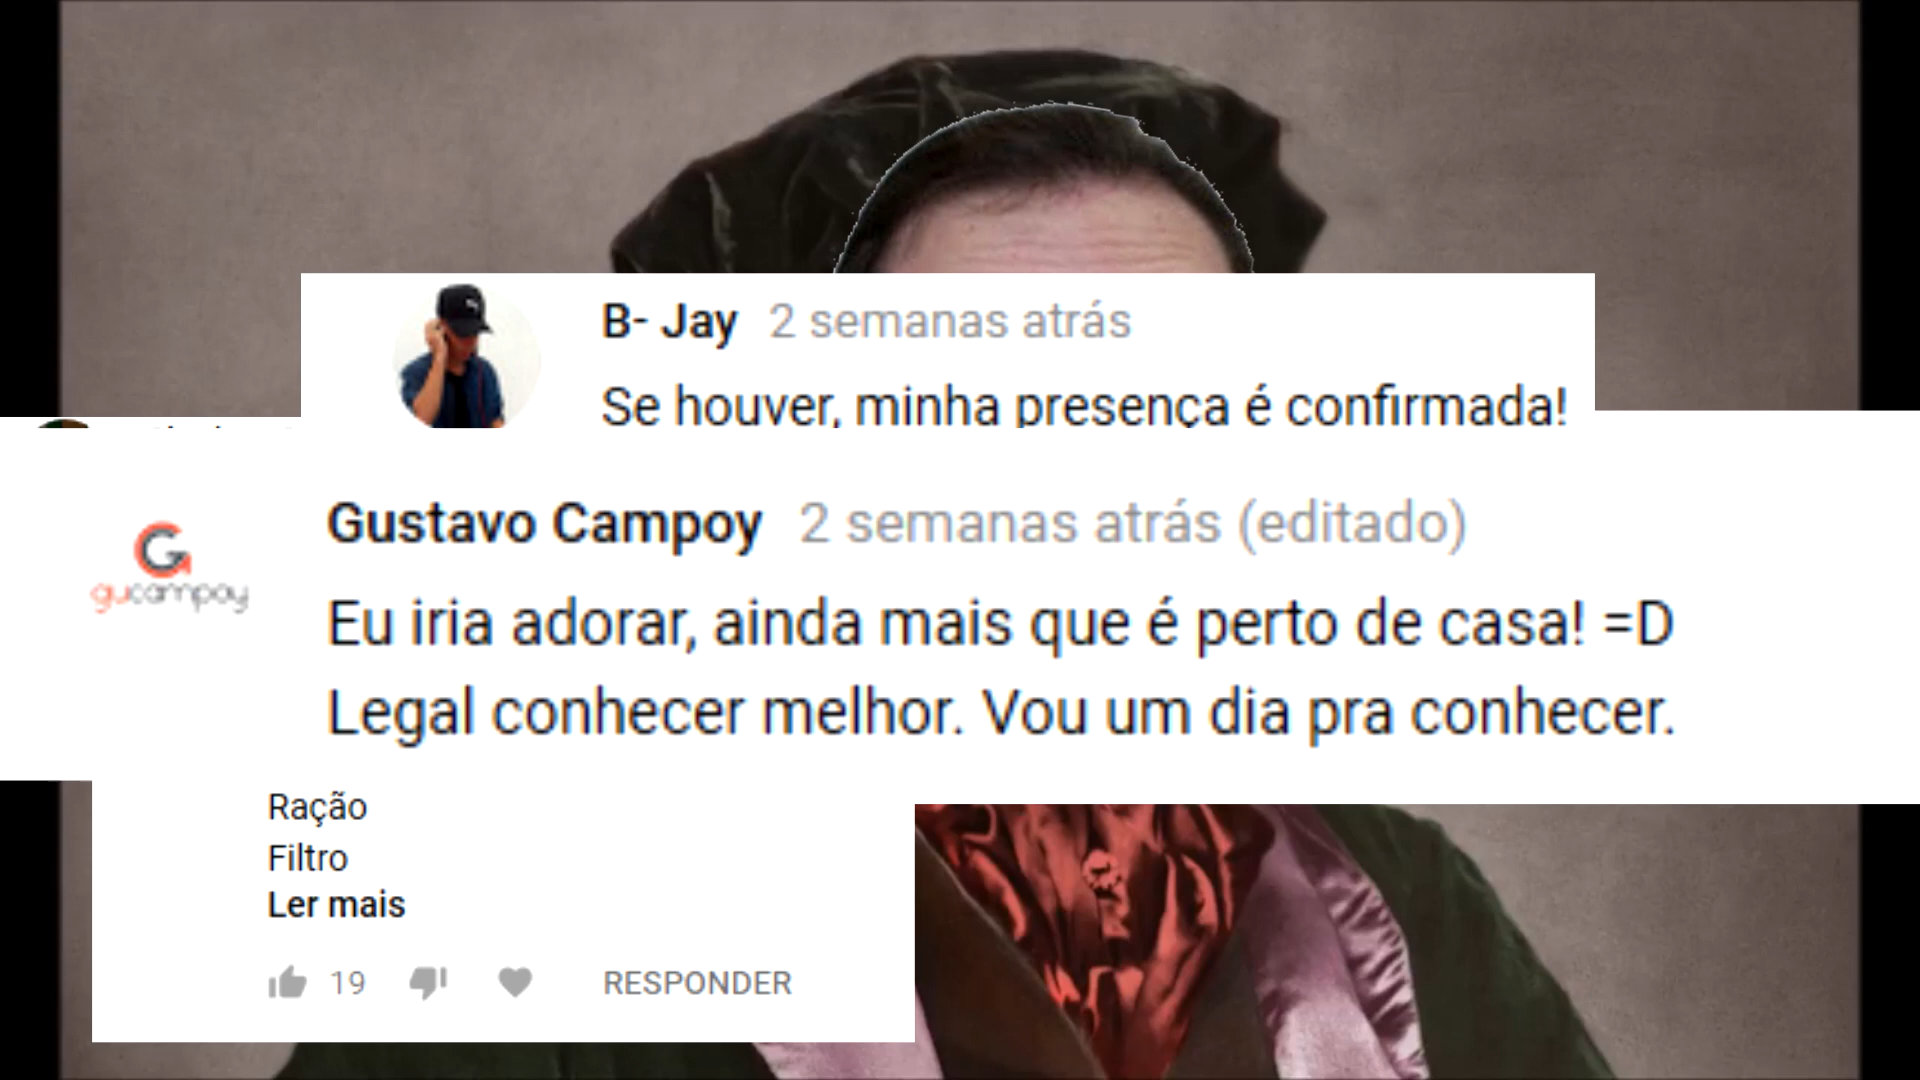 B- Jay 2 semanas atrás
Se houver, minha presença é confirmada!
Gustavo Campoy 2 semanas atrás (editado)
G
gucampoy
Eu iria adorar, ainda mais que é perto de casa! =D
Legal conhecer melhor. Vou um dia pra conhecer.
Ração
Filtro
Ler mais
19 RESPONDER